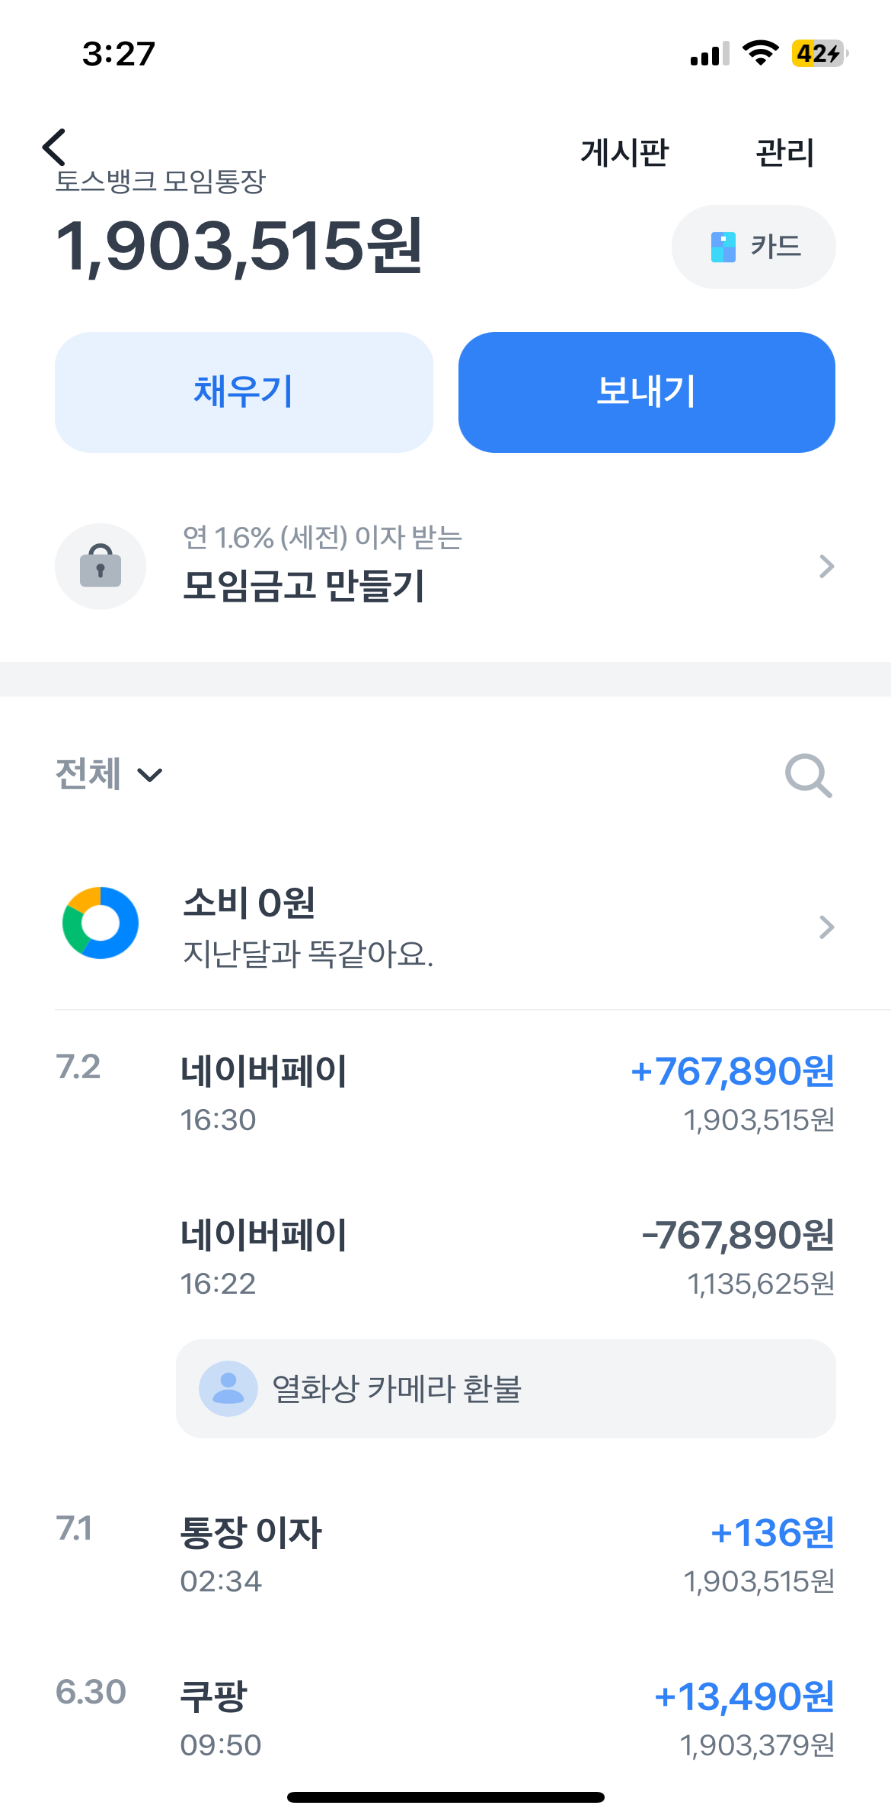 3:27
42
게시판 관리
토스뱅크 모임통장
1,903,515원
카드
채우기 보내기
연 1.6% (세전) 이자 받는
모임금고 만들기
전체
소비 0원
지난달과 똑같아요.
7.2 네이버페이 +767,890원
16:30 1,903,515원
네이버페이 -767,890원
16:22 1,135,625원
열화상 카메라 환불
7.1 통장 이자 +136원
02:34 1,903,515원
6.30 쿠팡 +13,490원
09:50 1,903,379원